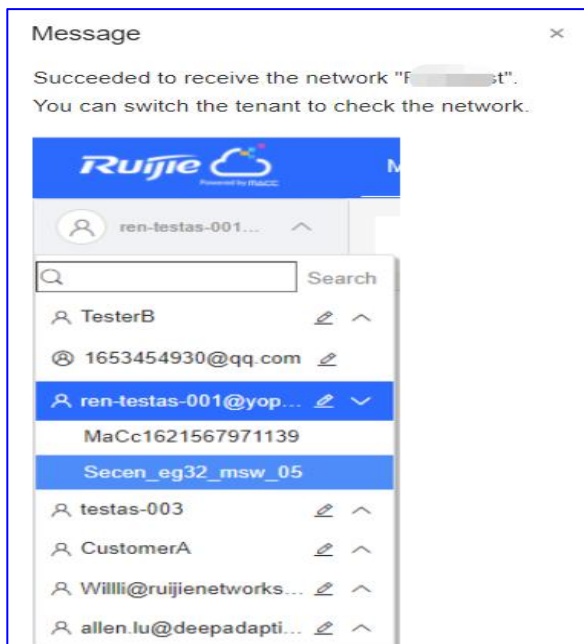 Message
Succeeded to receive the network "F t".
You can switch the tenant to check the network.
Ruijie
Powered by MACC
M
ren-testas-001...
Search
TesterB
1653454930@qq.com
ren-testas-001@yop...
MaCc1621567971139
Secen_eg32_msw_05
testas-003
CustomerA
Willli@ruijienetworks...
allen.lu@deepadapti...